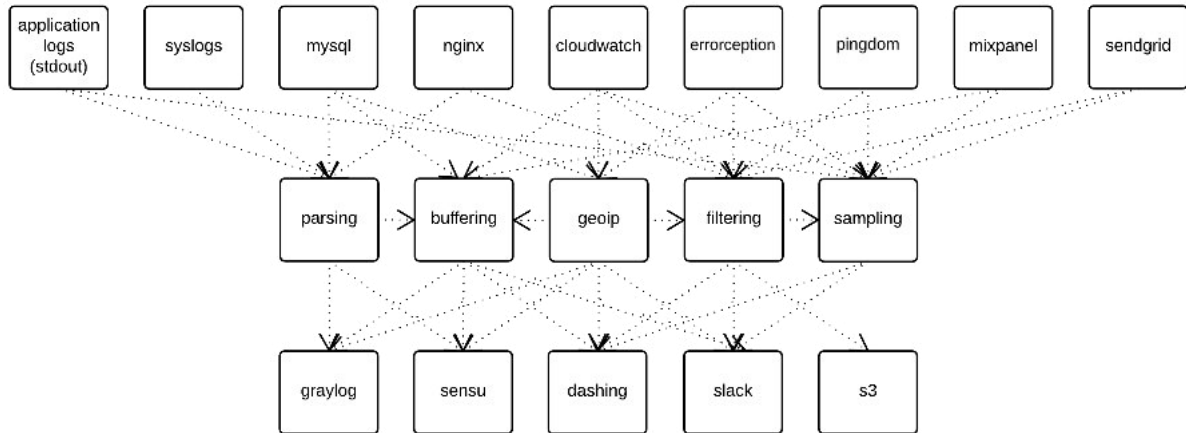 application
logs
(stdout)
syslogs
mysql
nginx
cloudwatch
errorception
pingdom
mixpanel
sendgrid
parsing
buffering
geoip
filtering
sampling
graylog
sensu
dashing
slack
s3